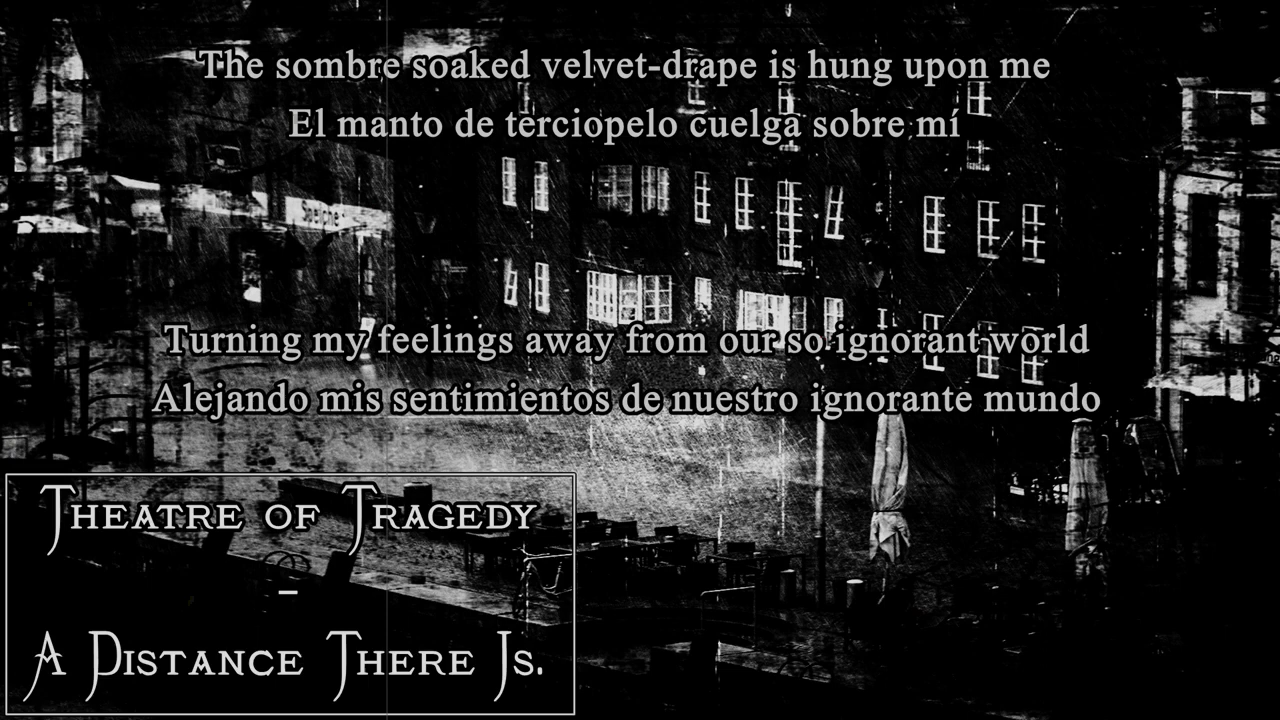 The sombre soaked velvet-drape is hung upon me
El manto de terciopelo cuelga sobre mí
Turning my feelings away from our so ignorant world
Alejando mis sentimientos de nuestro ignorante mundo
Theatre of Tragedy
–
A Distance There Is.